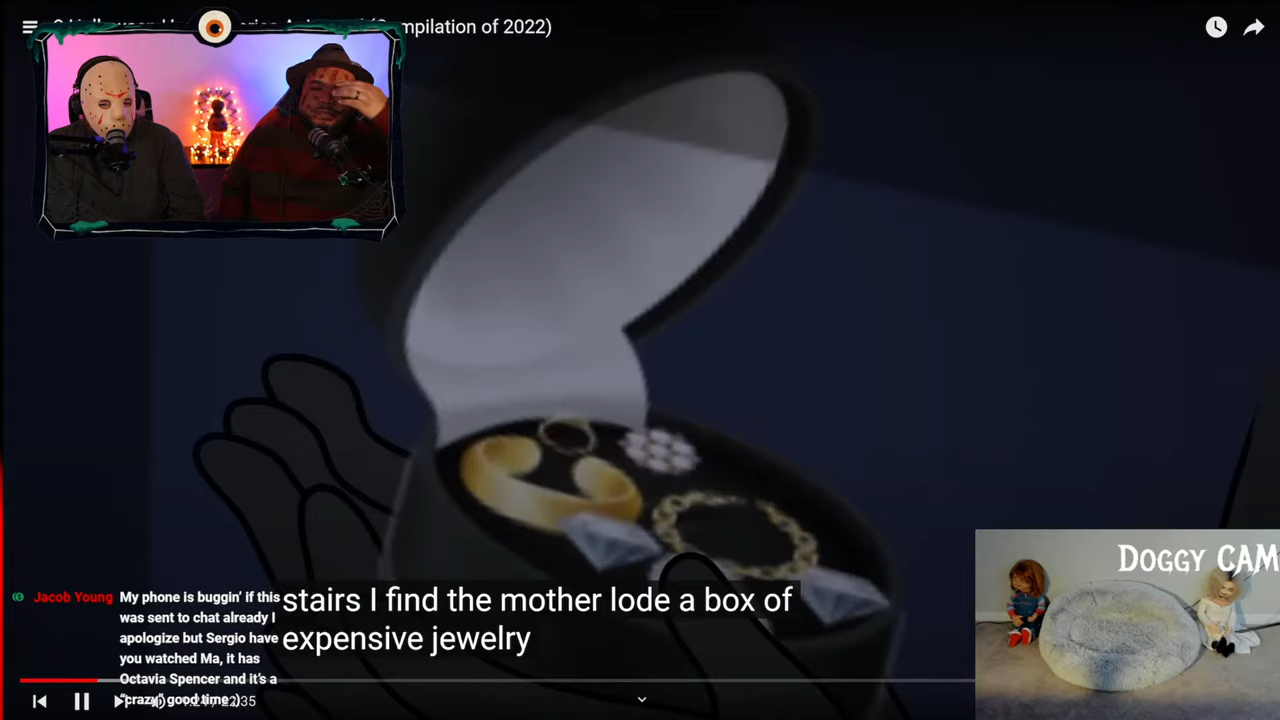 mpilation of 2022)
Jacob Young My phone is buggin' if this
was sent to chat already I
apologize but Sergio have
you watched Ma, it has
Octavia Spencer and it's a
"crazy" good time :)
stairs I find the mother lode a box of
expensive jewelry
:35
DOGGY CAM